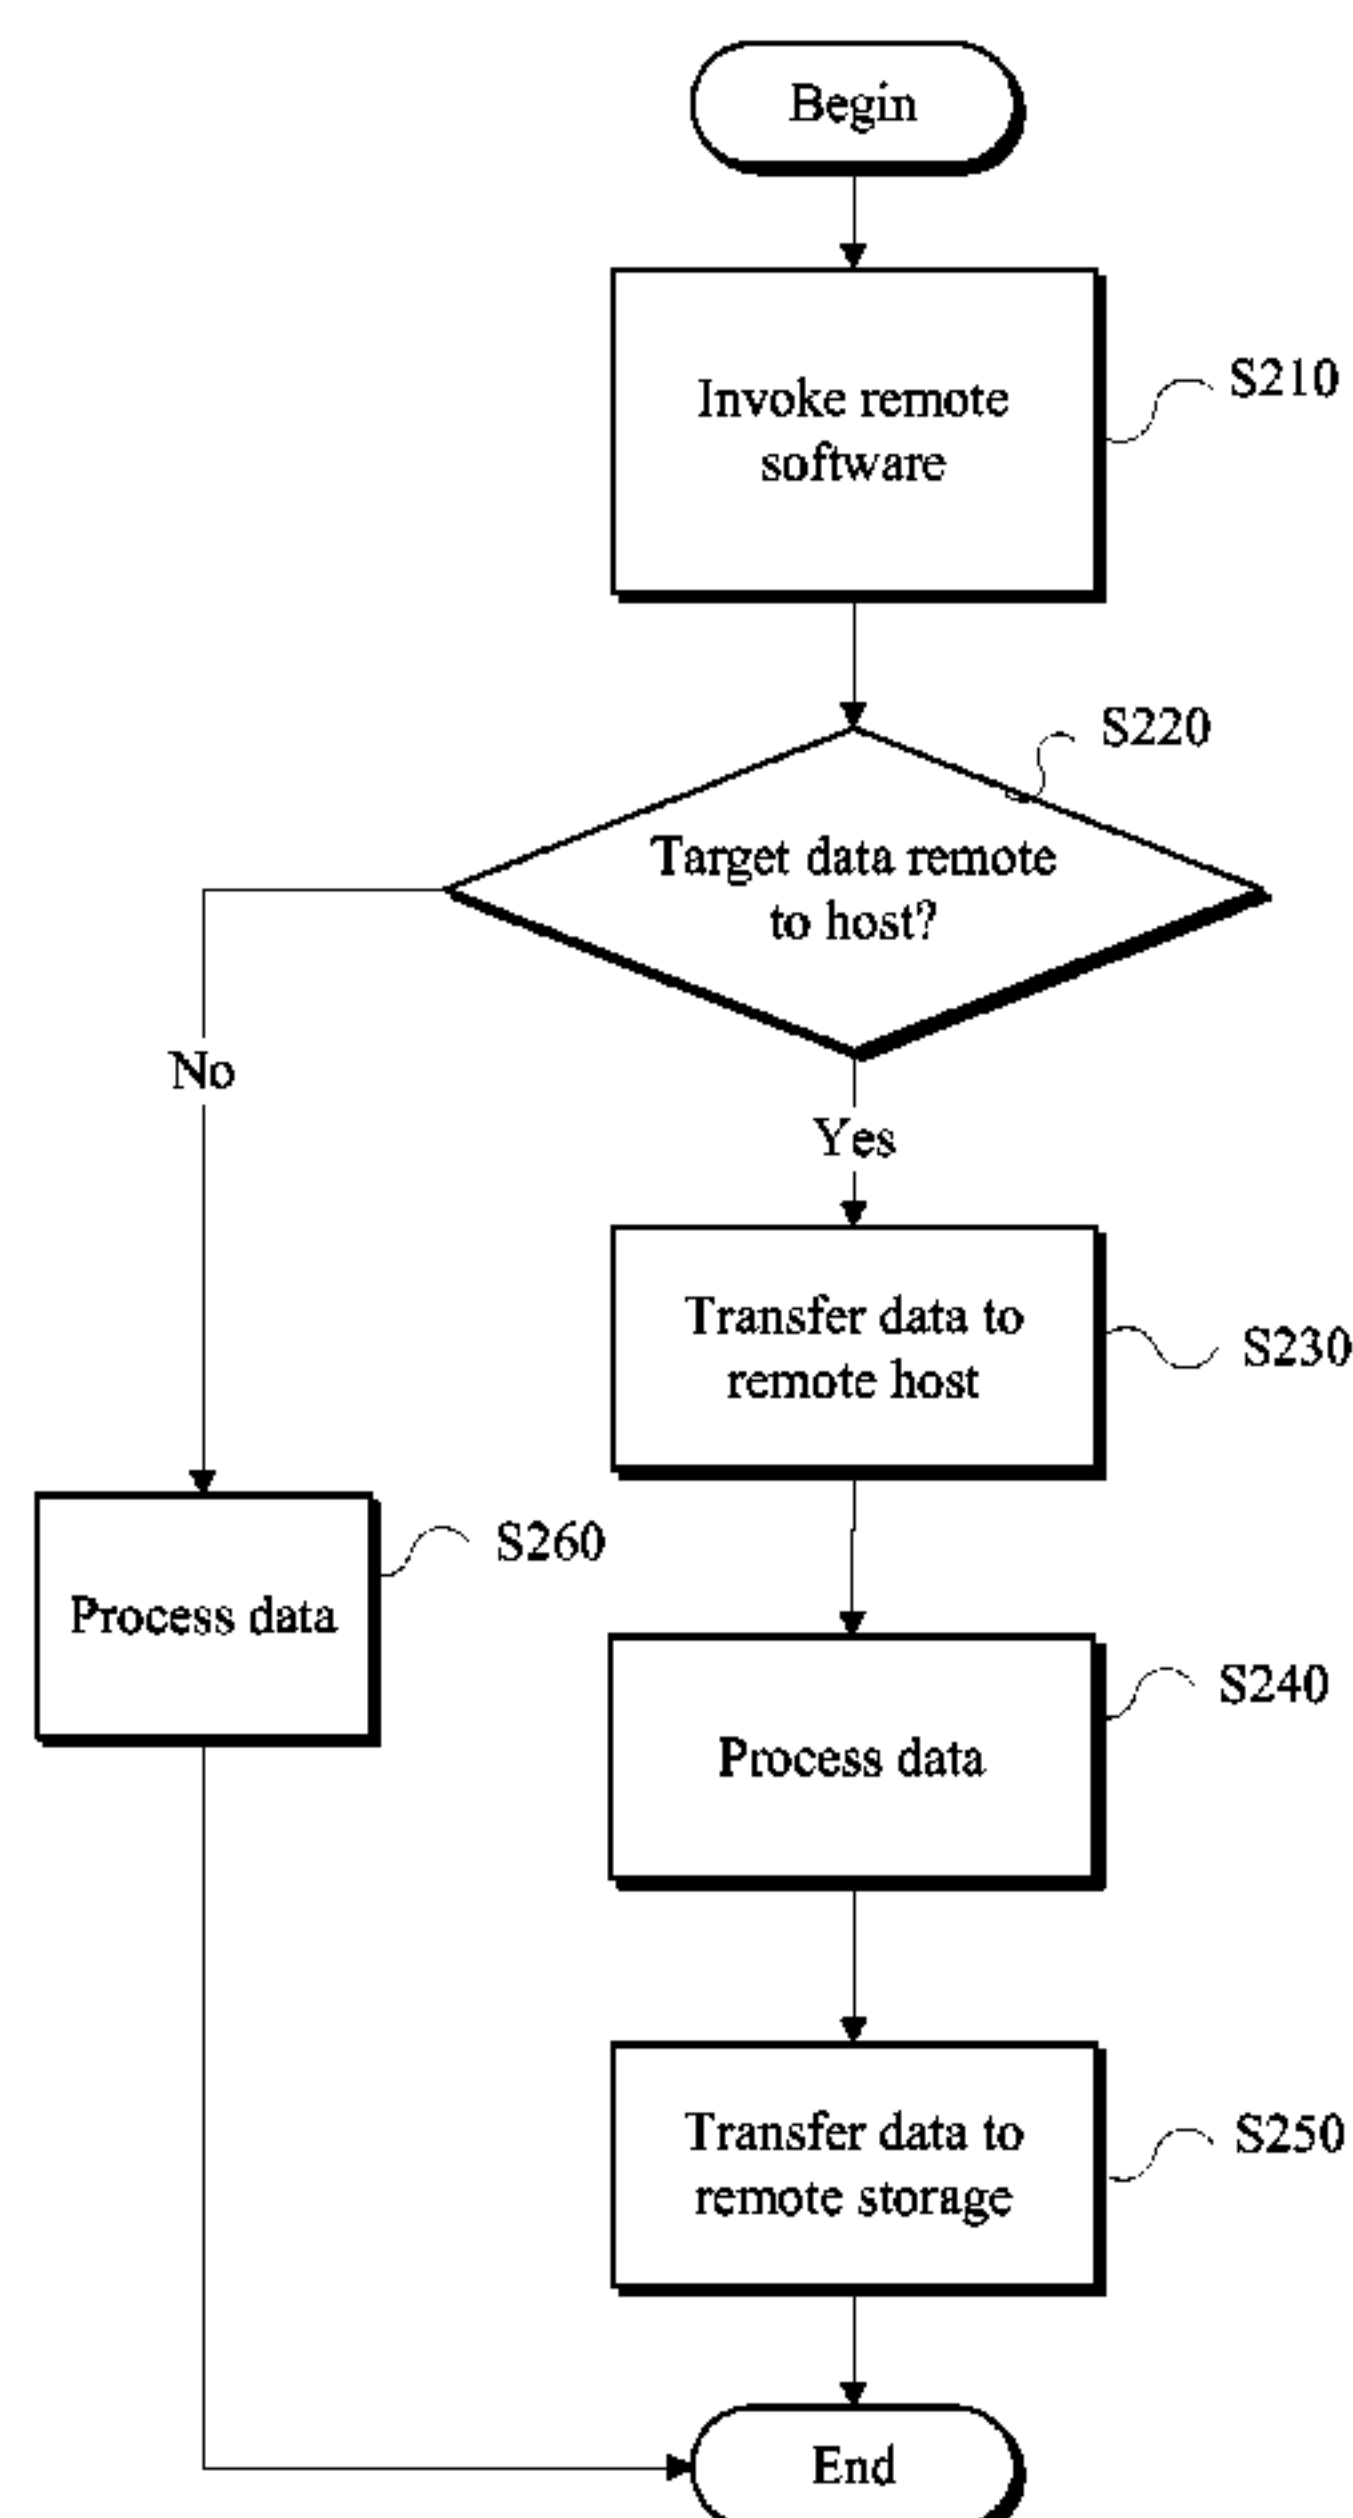 Begin
Invoke remote
software
S210
S220
Target data remote
to host?
No
Yes
Transfer data to
remote host
S230
Process data
S260
Process data
S240
Transfer data to
remote storage
S250
End